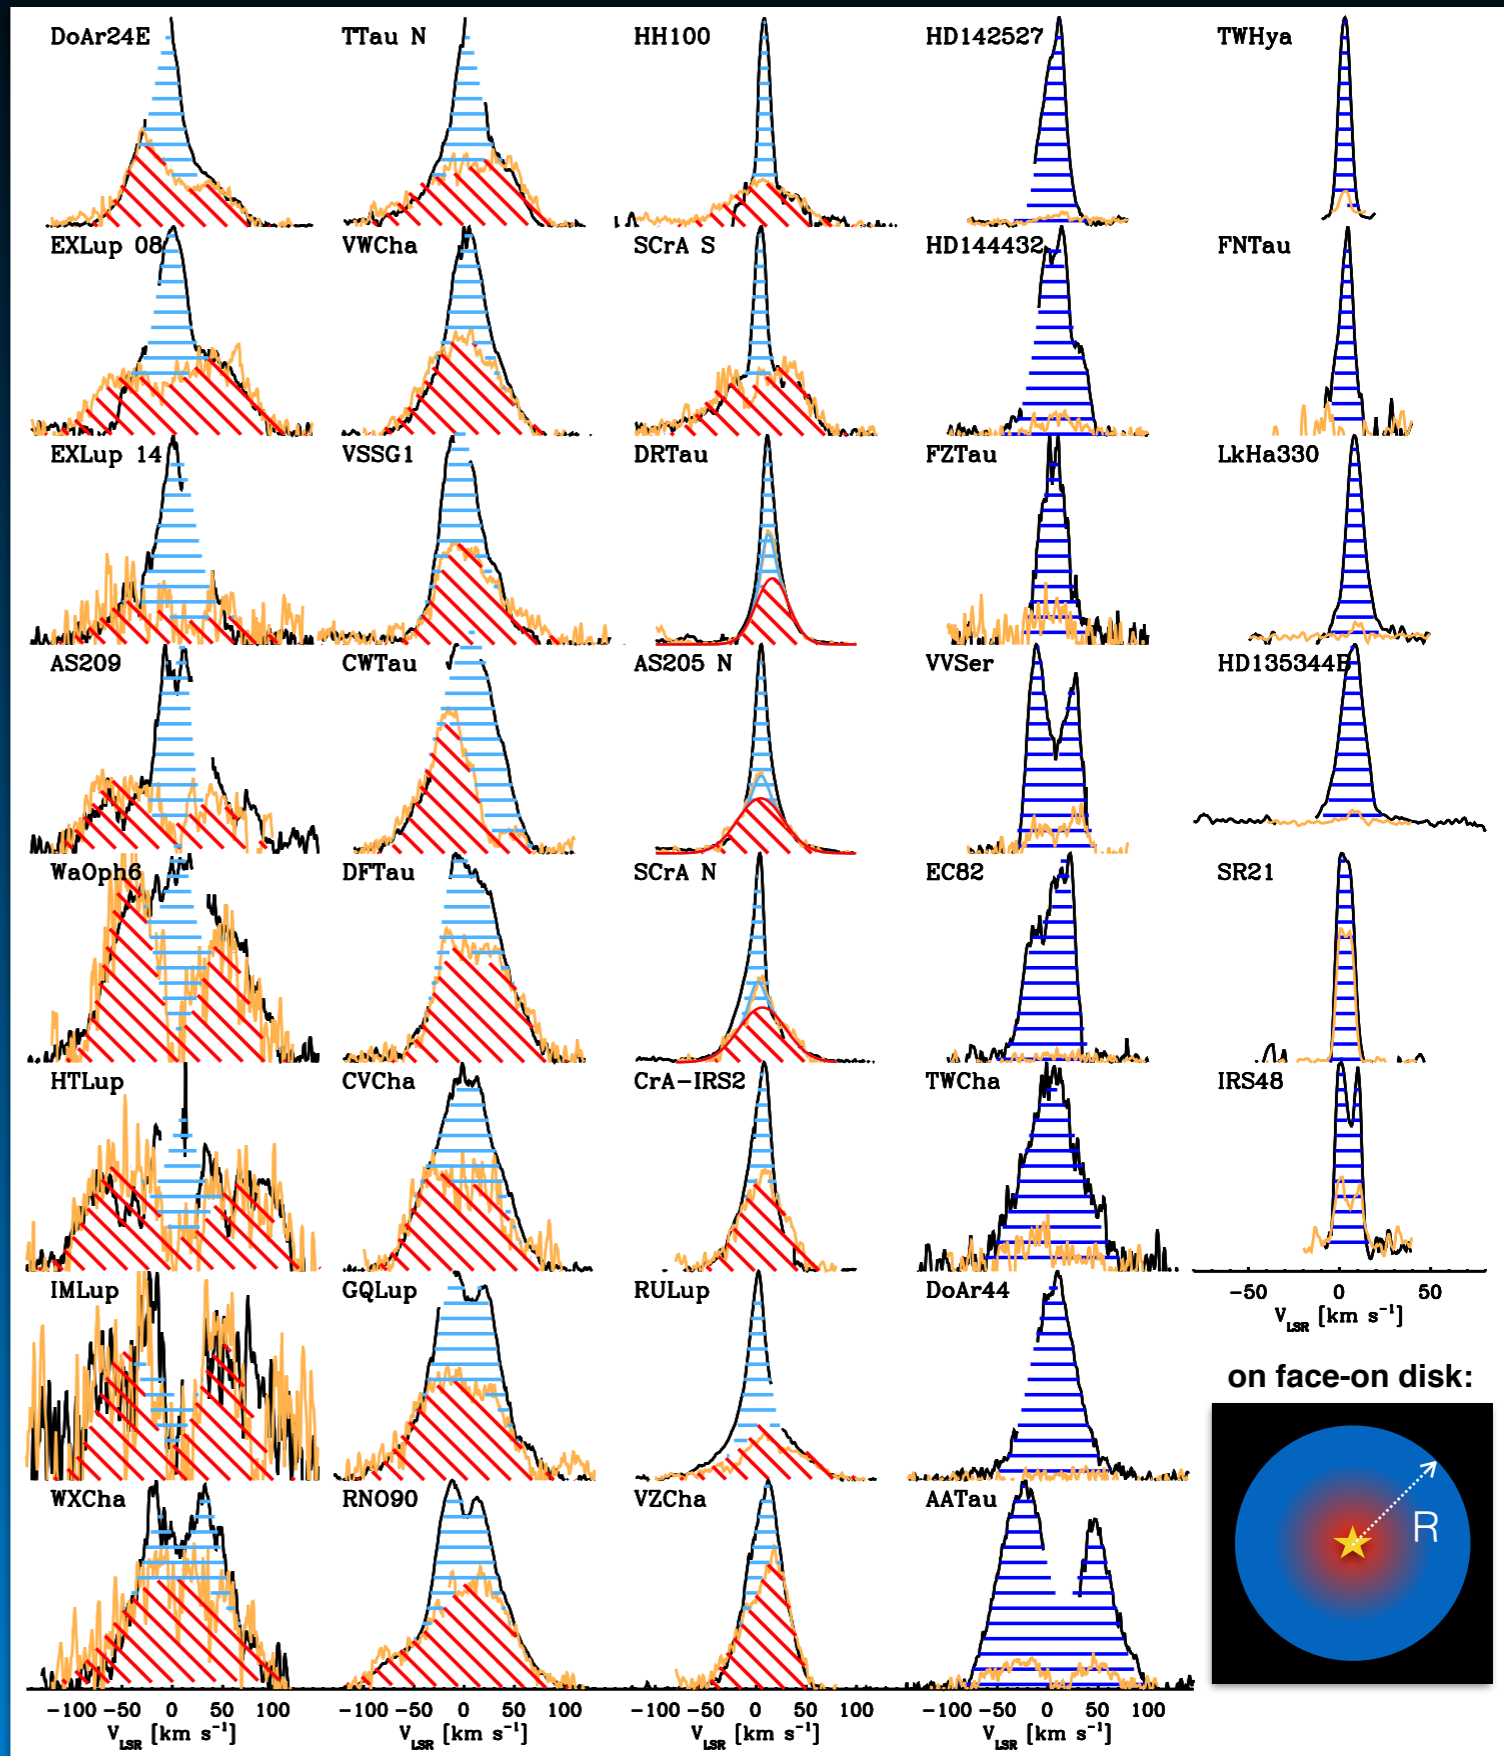 DoAr24E TTau N HH100 HD142527 TWHya
EXLup 08 VWCha SCrA S HD144432 FNTau
EXLup 14 VSSG1 DRTau FZTau LkHa330
AS209 CWTau AS205 N VVSer HD135344B
WaOph6 DFTau SCrA N EC82 SR21
HTLup CVCha CrA-IRS2 TWCha IRS48
IMLup GQLup RULup DoAr44
-50 0 50
V_LSR [km s⁻¹]
on face-on disk:
WXCha RNO90 VZCha AATau
R
-100 -50 0 50 100 -100 -50 0 50 100 -100 -50 0 50 100 -100 -50 0 50 100
V_LSR [km s⁻¹] V_LSR [km s⁻¹] V_LSR [km s⁻¹] V_LSR [km s⁻¹]